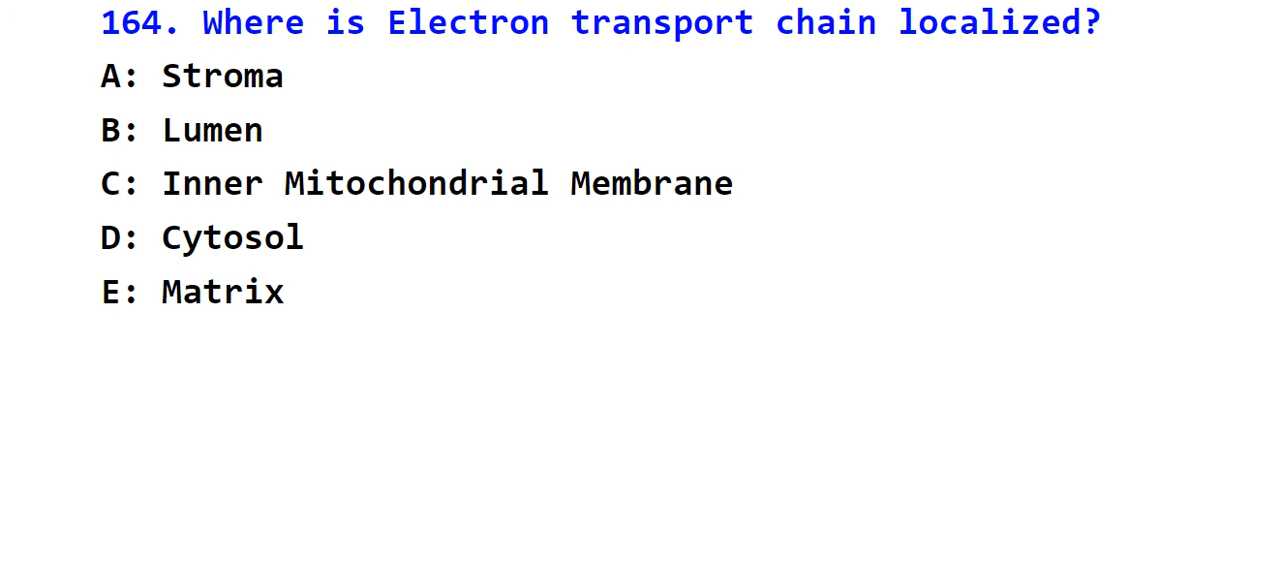 164. Where is Electron transport chain localized?
A: Stroma
B: Lumen
C: Inner Mitochondrial Membrane
D: Cytosol
E: Matrix